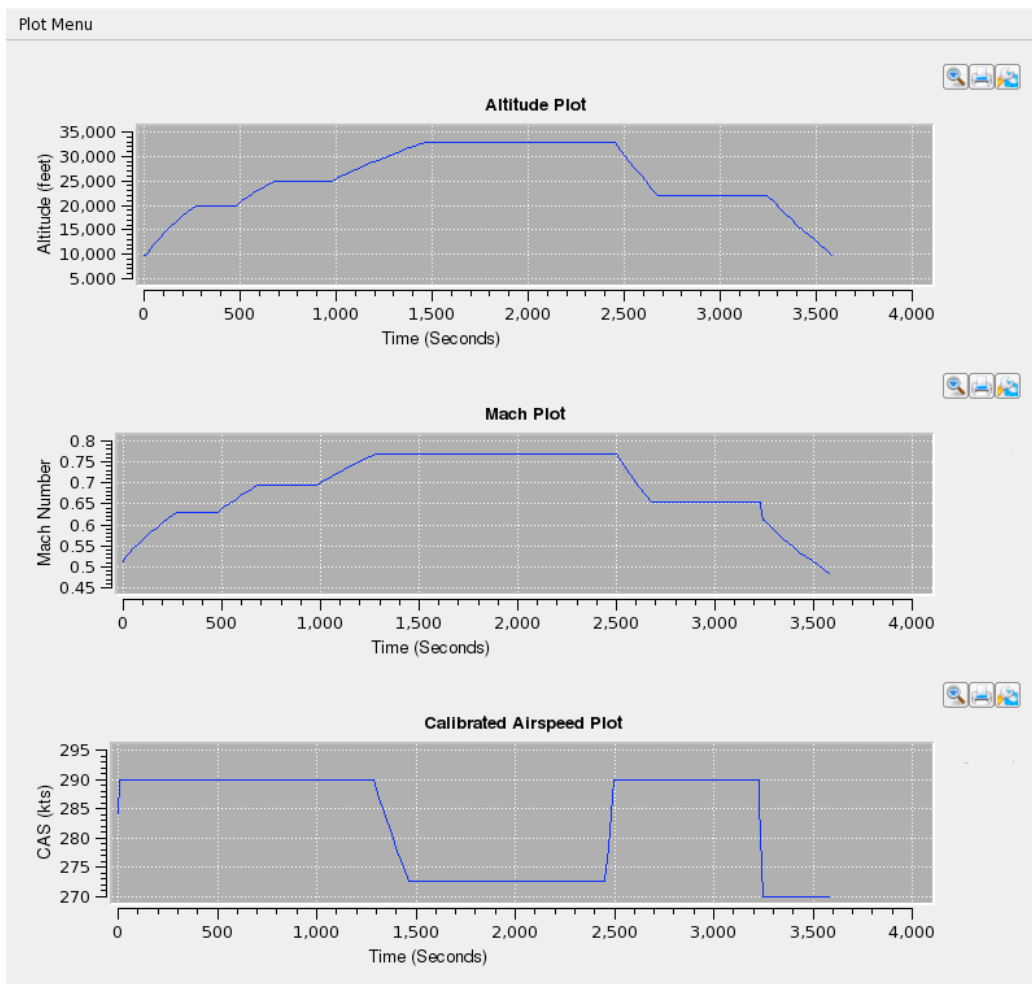 Plot Menu
Altitude Plot
Altitude (feet)
35,000
30,000
25,000
20,000
15,000
10,000
5.000
0 500 1,000 1,500 2,000 2,500 3,000 3,500 4,000
Time (Seconds)
Mach Plot
Mach Number
0.8
0.75
0.7
0.65
0.6
0.55
0.5
0.45
0 500 1,000 1,500 2,000 2,500 3,000 3,500 4,000
Time (Seconds)
Calibrated Airspeed Plot
CAS (kts)
295
290
285
280
275
270
0 500 1,000 1,500 2,000 2,500 3,000 3,500 4,000
Time (Seconds)